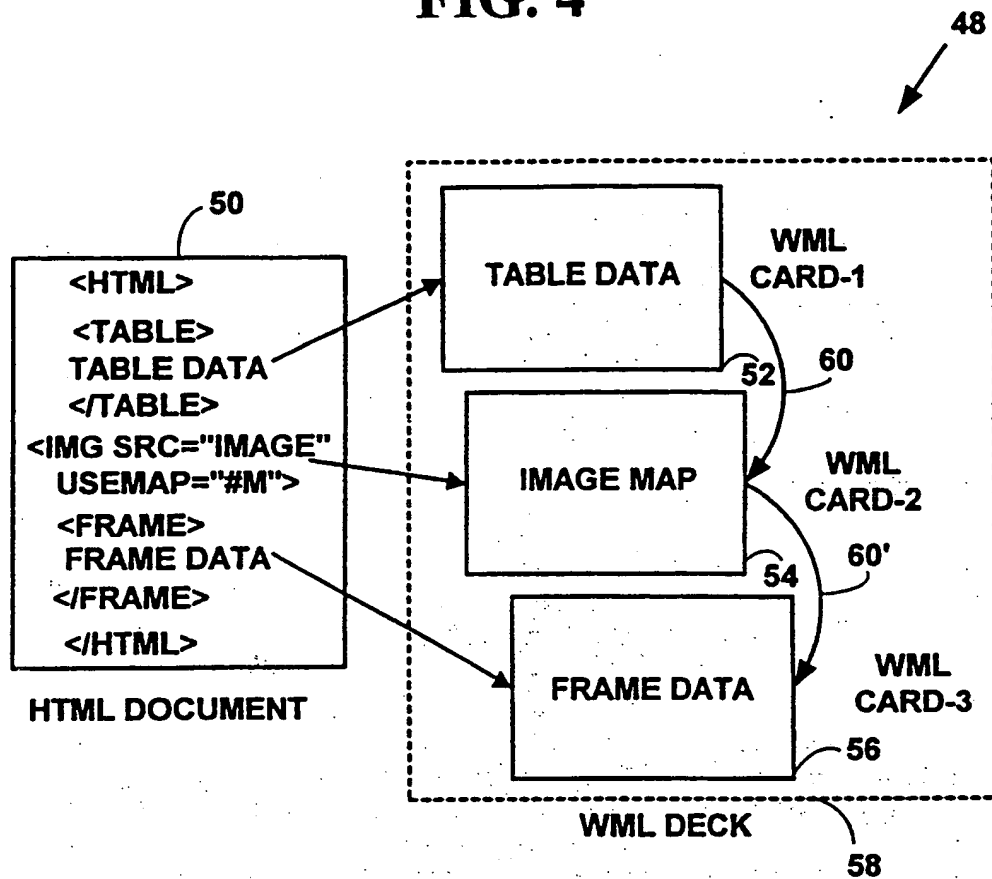 FIG. 4
48
50
<HTML>
<TABLE>
TABLE DATA
</TABLE>
<IMG SRC="IMAGE"
USEMAP="#M">
<FRAME>
FRAME DATA
</FRAME>
</HTML>
HTML DOCUMENT
TABLE DATA
WML
CARD-1
52
60
IMAGE MAP
WML
CARD-2
54
60'
FRAME DATA
WML
CARD-3
56
WML DECK
58